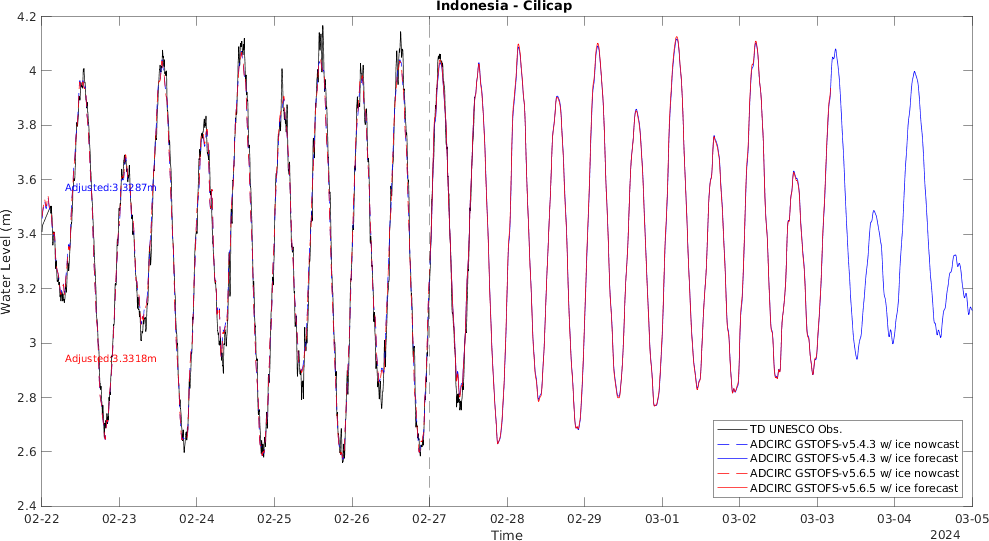 Indonesia - Cilicap
4.2
4
3.8
3.6
3.4
3.2
3
2.8
2.6
2.4
Water Level (m)
Adjusted:3.3287m
Adjusted:3.3318m
TD UNESCO Obs.
ADCIRC GSTOFS-v5.4.3 w/ ice nowcast
ADCIRC GSTOFS-v5.4.3 w/ ice forecast
ADCIRC GSTOFS-v5.6.5 w/ ice nowcast
ADCIRC GSTOFS-v5.6.5 w/ ice forecast
02-22 02-23 02-24 02-25 02-26 02-27 02-28 02-29 03-01 03-02 03-03 03-04 03-05
Time
2024